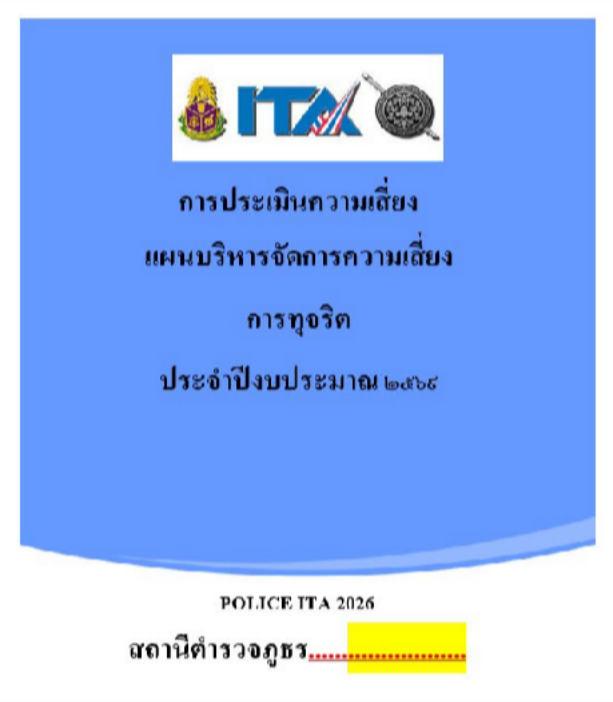 ITA
การประเมินความเสี่ยง
แผนบริหารจัดการความเสี่ยง
การทุจริต
ประจำปีงบประมาณ ๒๕๖๙
POLICE ITA 2026
สถานีตำรวจภูธร........................